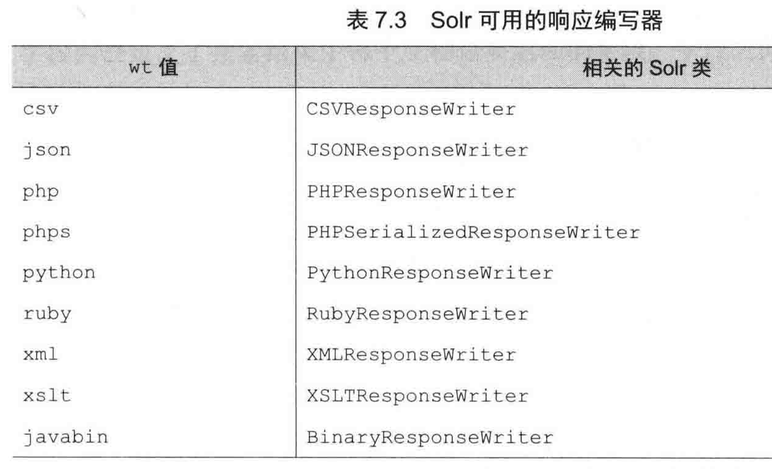 表 7.3 Solr 可用的响应编写器
wt 值 相关的 Solr 类
csv CSVResponseWriter
json JSONResponseWriter
php PHPResponseWriter
phps PHPSerializedResponseWriter
python PythonResponseWriter
ruby RubyResponseWriter
xml XMLResponseWriter
xslt XSLTResponseWriter
javabin BinaryResponseWriter